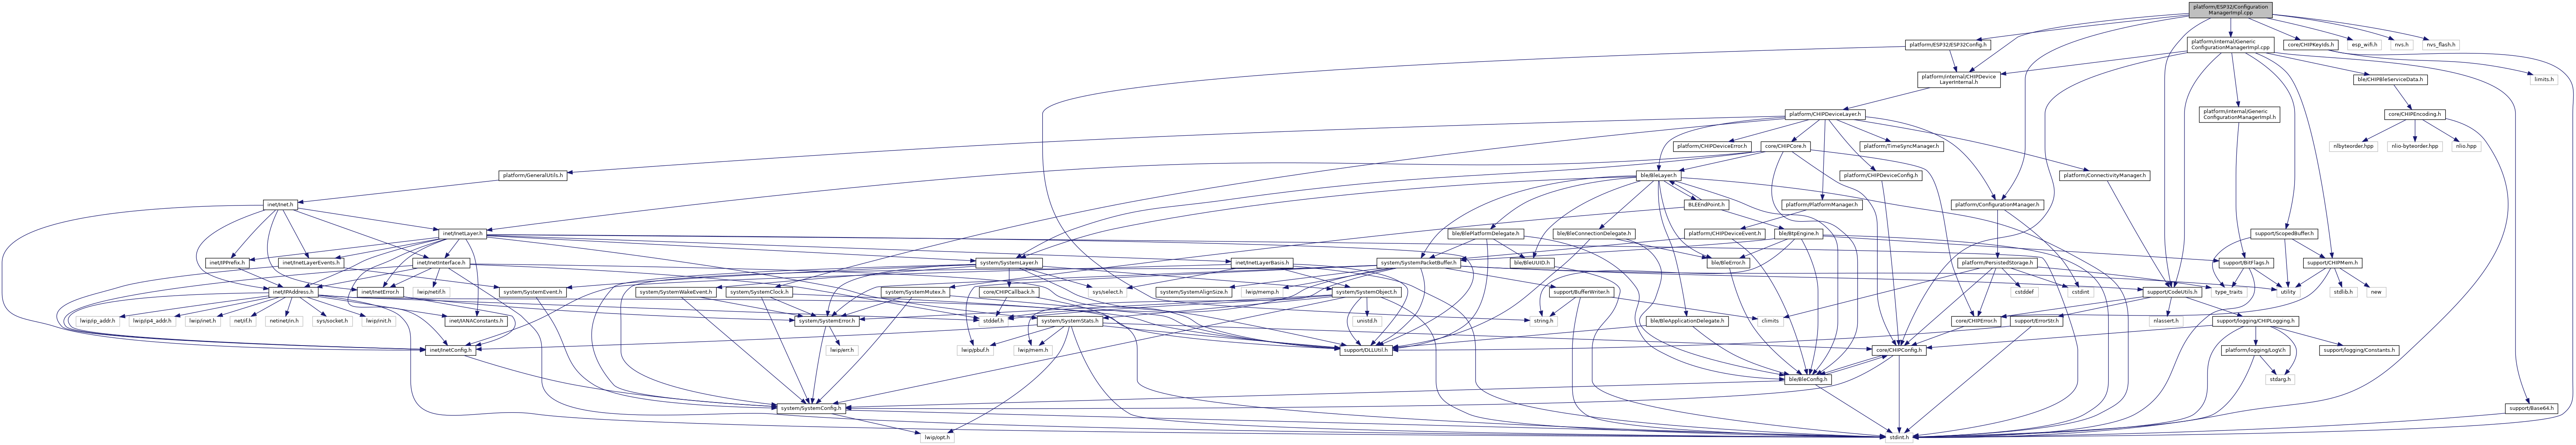 platform/ESP32/Configuration
ManagerImpl.cpp
platform/ESP32/ESP32Config.h
platform/internal/Generic
ConfigurationManagerImpl.cpp
core/CHIPKeyIds.h
esp_wifi.h
nvs.h
nvs_flash.h
platform/internal/CHIPDevice
LayerInternal.h
ble/CHIPBleServiceData.h
limits.h
platform/CHIPDeviceLayer.h
platform/internal/Generic
ConfigurationManagerImpl.h
core/CHIPEncoding.h
platform/CHIPDeviceError.h
core/CHIPCore.h
platform/TimeSyncManager.h
nlbyteorder.hpp
nlio-byteorder.hpp
nlio.hpp
platform/GeneralUtils.h
ble/BleLayer.h
platform/CHIPDeviceConfig.h
platform/ConnectivityManager.h
inet/Inet.h
BLEEndPoint.h
platform/PlatformManager.h
platform/ConfigurationManager.h
inet/InetLayer.h
ble/BlePlatformDelegate.h
ble/BleConnectionDelegate.h
platform/CHIPDeviceEvent.h
ble/BtpEngine.h
support/ScopedBuffer.h
inet/IPPrefix.h
inet/InetLayerEvents.h
inet/InetInterface.h
system/SystemLayer.h
inet/InetLayerBasis.h
system/SystemPacketBuffer.h
ble/BleUUID.h
ble/BleError.h
platform/PersistedStorage.h
support/BitFlags.h
support/CHIPMem.h
inet/IPAddress.h
inet/InetError.h
lwip/netif.h
system/SystemEvent.h
system/SystemWakeEvent.h
system/SystemClock.h
system/SystemMutex.h
core/CHIPCallback.h
sys/select.h
system/SystemAlignSize.h
lwip/memp.h
system/SystemObject.h
support/BufferWriter.h
cstddef
cstdint
support/CodeUtils.h
type_traits
utility
stdlib.h
new
lwip/ip_addr.h
lwip/ip4_addr.h
lwip/inet.h
net/if.h
netinet/in.h
sys/socket.h
lwip/init.h
inet/IANAConstants.h
system/SystemError.h
stddef.h
system/SystemStats.h
unistd.h
string.h
ble/BleApplicationDelegate.h
climits
core/CHIPError.h
support/ErrorStr.h
nlassert.h
support/logging/CHIPLogging.h
inet/InetConfig.h
lwip/err.h
lwip/pbuf.h
lwip/mem.h
support/DLLUtil.h
core/CHIPConfig.h
platform/logging/LogV.h
support/logging/Constants.h
ble/BleConfig.h
stdarg.h
system/SystemConfig.h
support/Base64.h
lwip/opt.h
stdint.h